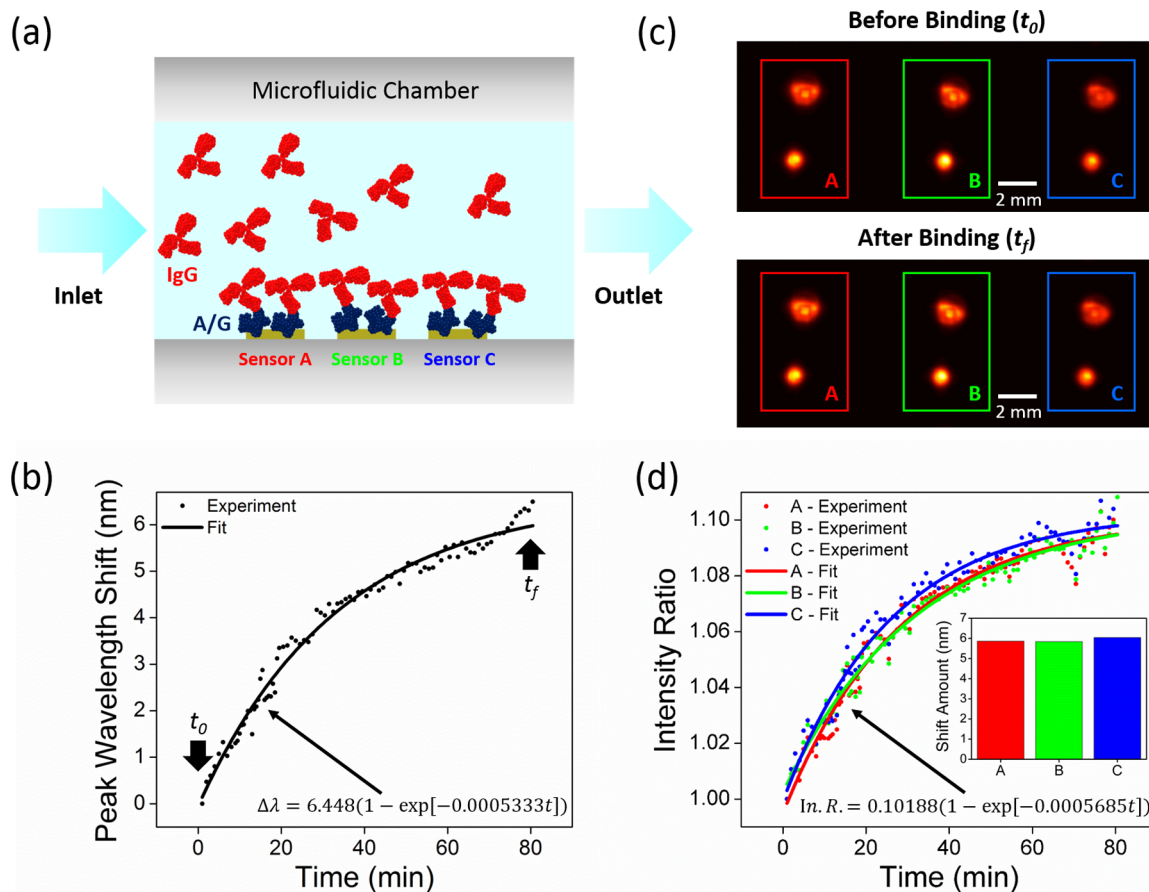 (a)
Microfluidic Chamber
IgG
Inlet
Outlet
A/G
Sensor A
Sensor B
Sensor C
(c)
Before Binding (t0)
A
B
C
2 mm
After Binding (tf)
A
B
C
2 mm
(b)
Peak Wavelength Shift (nm)
6
5
4
3
2
1
0
Experiment
Fit
t0
tf
Δλ = 6.448(1 − exp[−0.0005333t])
0
20
40
60
80
Time (min)
(d)
Intensity Ratio
1.10
1.08
1.06
1.04
1.02
1.00
A - Experiment
B - Experiment
C - Experiment
A - Fit
B - Fit
C - Fit
Shift Amount (nm)
7
6
5
4
3
2
1
0
A
B
C
In. R. = 0.10188(1 − exp[−0.0005685t])
0
20
40
60
80
Time (min)